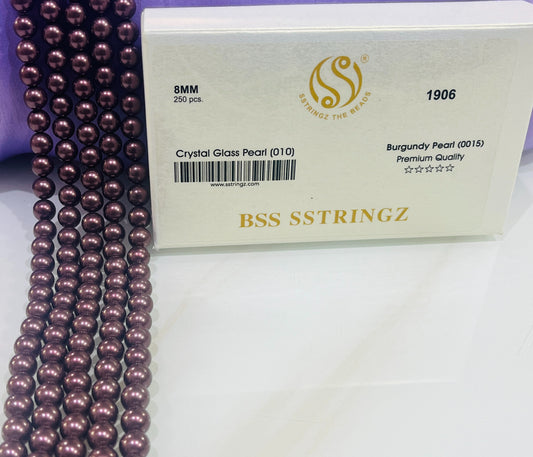 8MM
250 pcs.
SSTRINGZ THE BEADS
®
1906
Crystal Glass Pearl (010)
www.sstringz.com
Burgundy Pearl (0015)
Premium Quality
☆☆☆☆☆
BSS SSTRINGZ